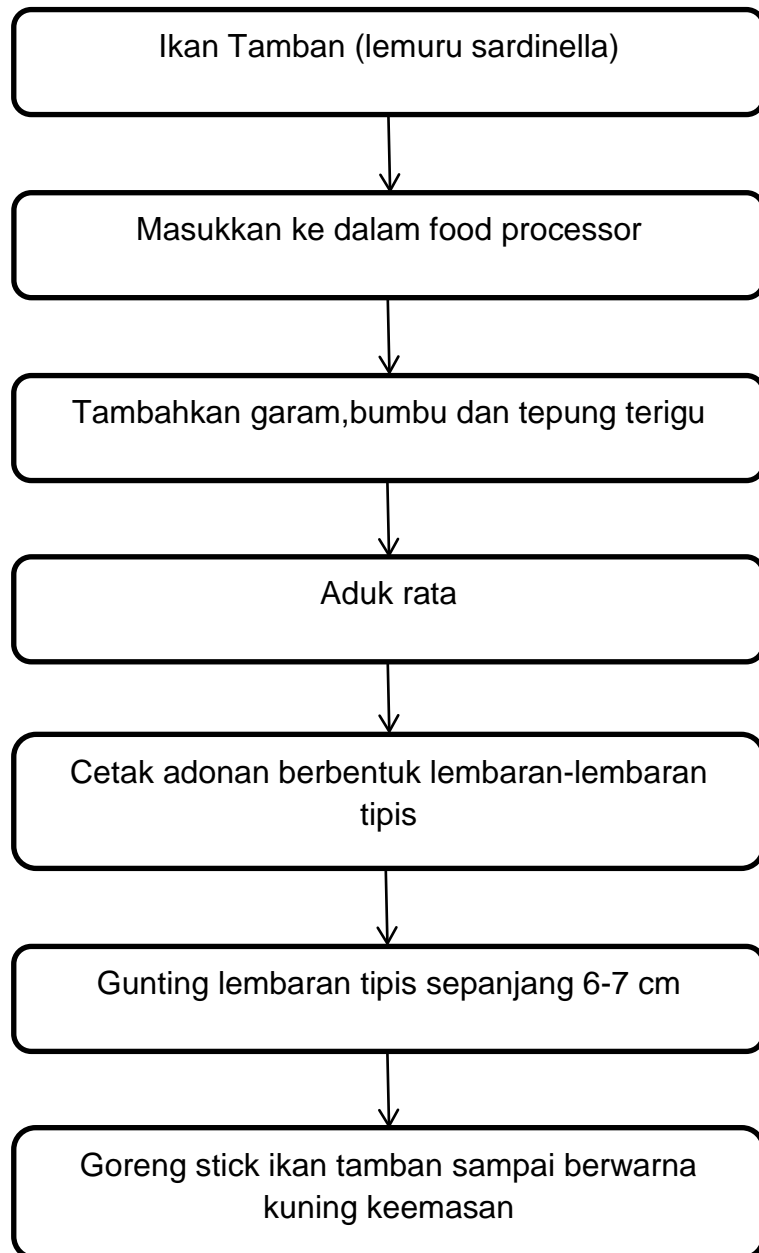 Ikan Tamban (lemuru sardinella)
Masukkan ke dalam food processor
Tambahkan garam,bumbu dan tepung terigu
Aduk rata
Cetak adonan berbentuk lembaran-lembaran
tipis
Gunting lembaran tipis sepanjang 6-7 cm
Goreng stick ikan tamban sampai berwarna
kuning keemasan